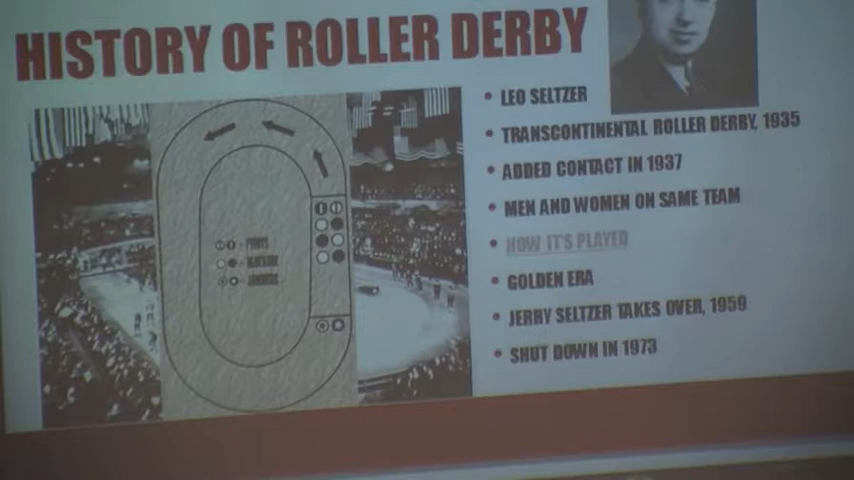 HISTORY OF ROLLER DERBY
• LEO SELTZER
• TRANSCONTINENTAL ROLLER DERBY, 1935
• ADDED CONTACT IN 1937
• MEN AND WOMEN ON SAME TEAM
• HOW IT'S PLAYED
• GOLDEN ERA
• JERRY SELTZER TAKES OVER, 1959
• SHUT DOWN IN 1973